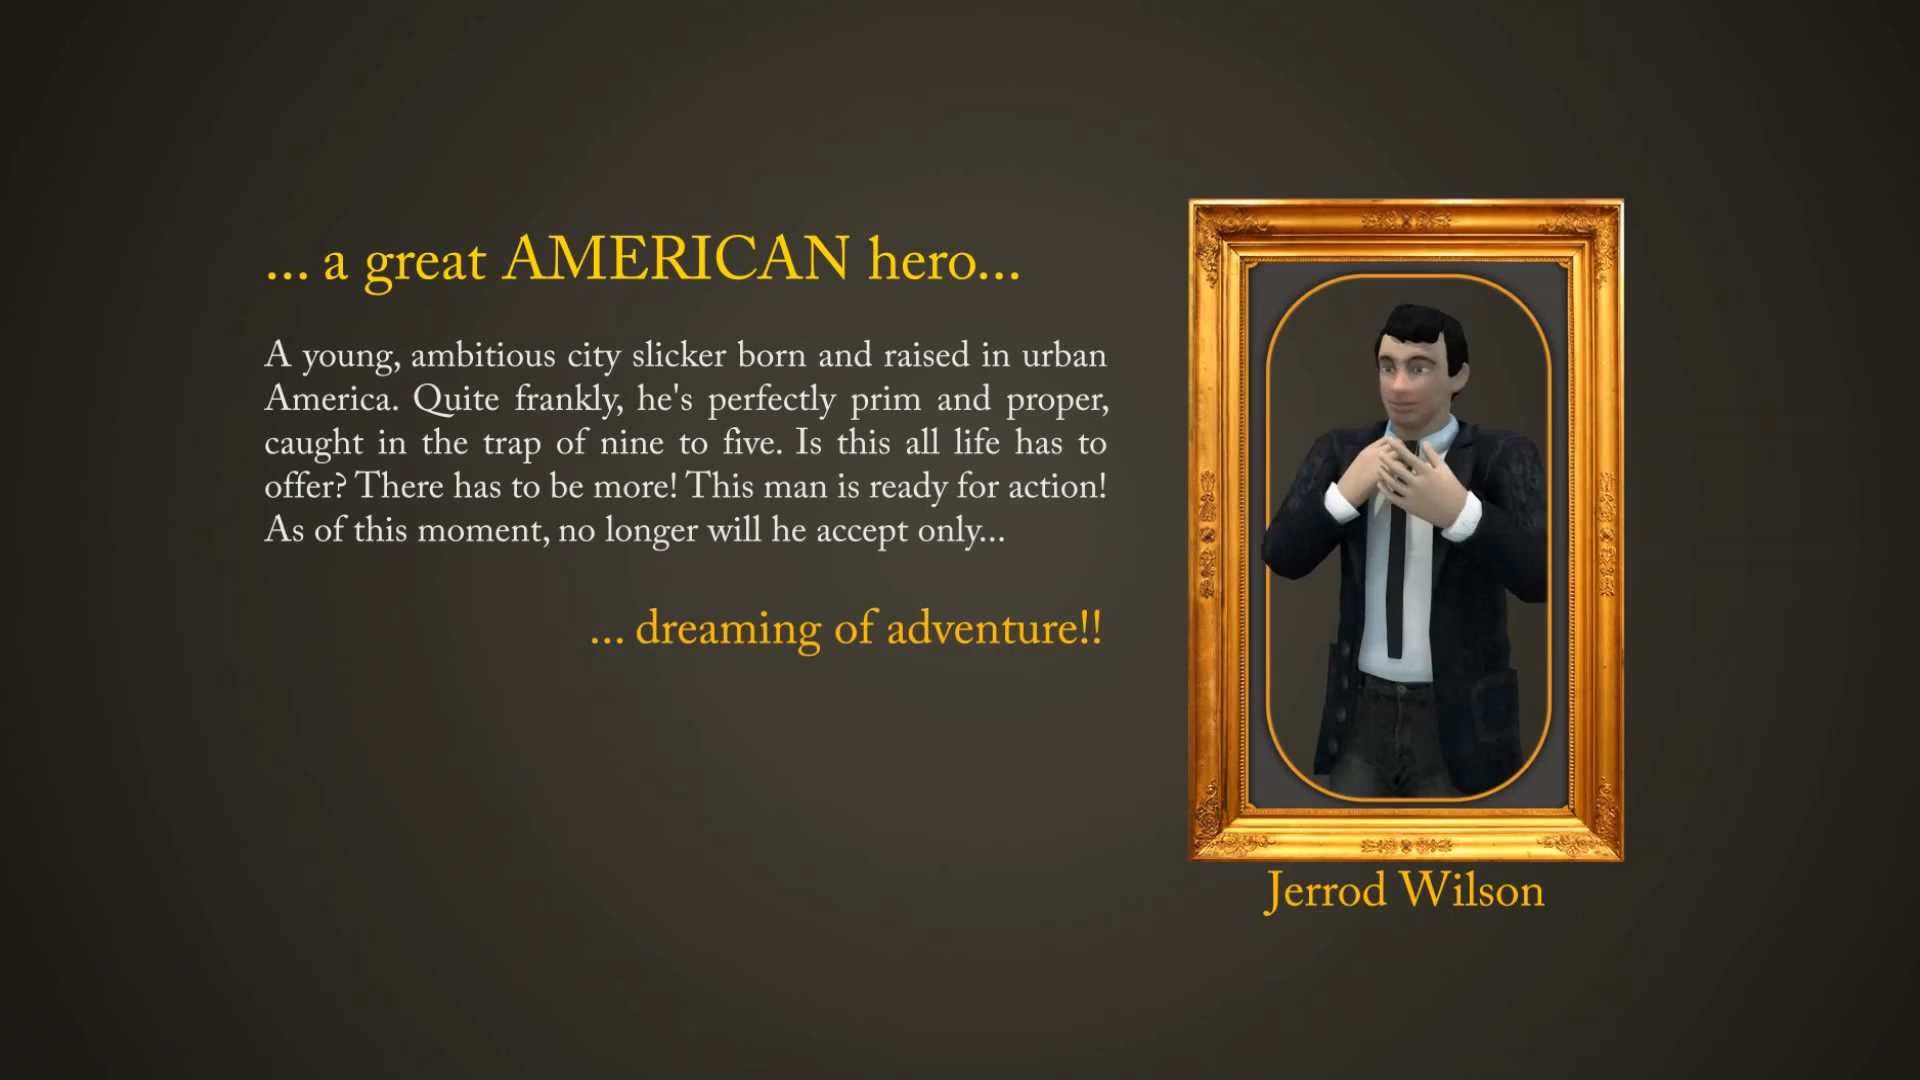 ... a great AMERICAN hero...
A young, ambitious city slicker born and raised in urban
America. Quite frankly, he's perfectly prim and proper,
caught in the trap of nine to five. Is this all life has to
offer? There has to be more! This man is ready for action!
As of this moment, no longer will he accept only...
... dreaming of adventure!!
Jerrod Wilson